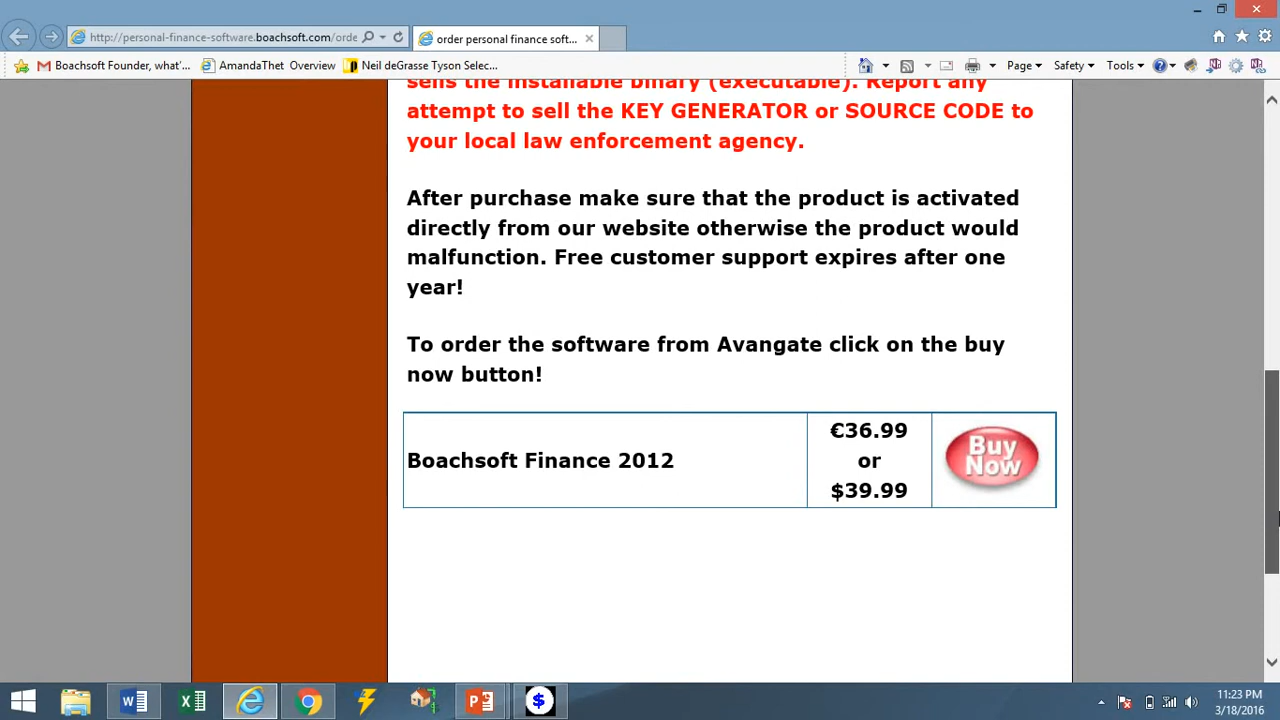 http://personal-finance-software.boachsoft.com/orde
order personal finance soft...
Boachsoft Founder, what'...
AmandaThet Overview
Neil deGrasse Tyson Selec...
Page
Safety
Tools
sells the installable binary (executable). Report any
attempt to sell the KEY GENERATOR or SOURCE CODE to
your local law enforcement agency.
After purchase make sure that the product is activated
directly from our website otherwise the product would
malfunction. Free customer support expires after one
year!
To order the software from Avangate click on the buy
now button!
Boachsoft Finance 2012
€36.99
or
$39.99
Buy
Now
11:23 PM
3/18/2016